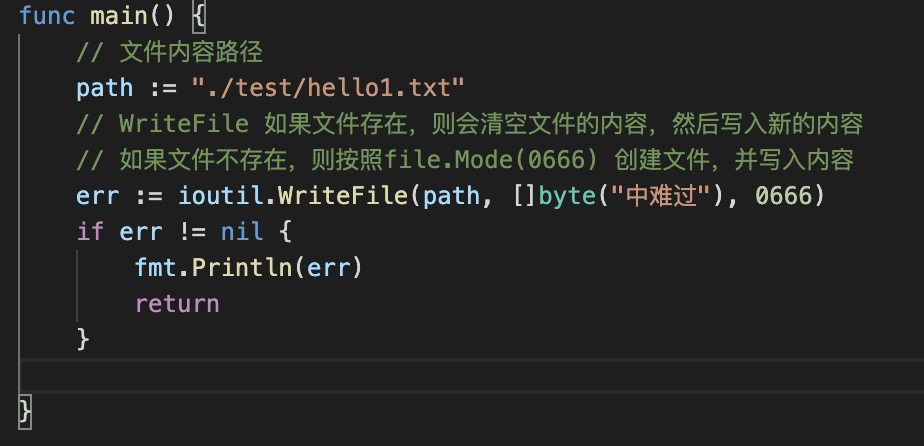 func main() {
// 文件内容路径
path := "./test/hello1.txt"
// WriteFile 如果文件存在，则会清空文件的内容，然后写入新的内容
// 如果文件不存在，则按照file.Mode(0666) 创建文件，并写入内容
err := ioutil.WriteFile(path, []byte("中难过"), 0666)
if err != nil {
fmt.Println(err)
return
}
}